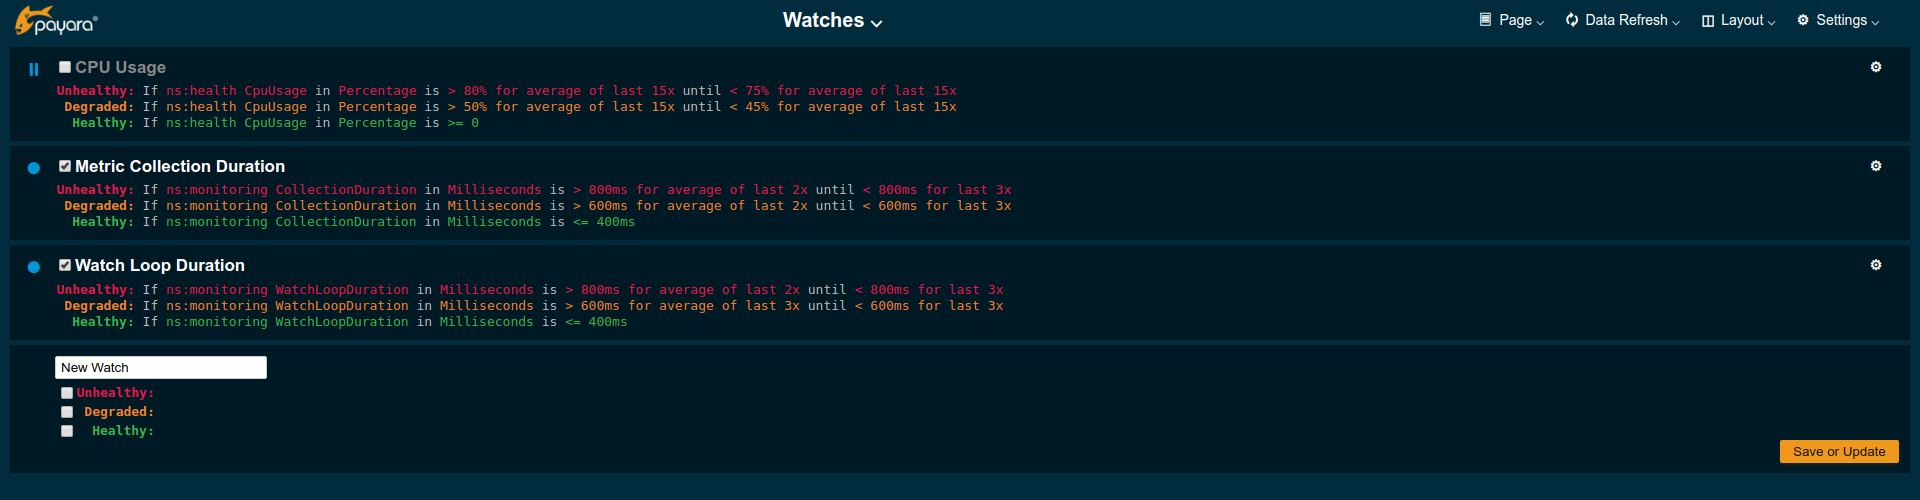 payara®
Watches
Page
Data Refresh
Layout
Settings
CPU Usage
Unhealthy: If ns:health CpuUsage in Percentage is > 80% for average of last 15x until < 75% for average of last 15x
Degraded: If ns:health CpuUsage in Percentage is > 50% for average of last 15x until < 45% for average of last 15x
Healthy: If ns:health CpuUsage in Percentage is >= 0
Metric Collection Duration
Unhealthy: If ns:monitoring CollectionDuration in Milliseconds is > 800ms for average of last 2x until < 800ms for last 3x
Degraded: If ns:monitoring CollectionDuration in Milliseconds is > 600ms for average of last 2x until < 600ms for last 3x
Healthy: If ns:monitoring CollectionDuration in Milliseconds is <= 400ms
Watch Loop Duration
Unhealthy: If ns:monitoring WatchLoopDuration in Milliseconds is > 800ms for average of last 2x until < 800ms for last 3x
Degraded: If ns:monitoring WatchLoopDuration in Milliseconds is > 600ms for average of last 3x until < 600ms for last 3x
Healthy: If ns:monitoring WatchLoopDuration in Milliseconds is <= 400ms
New Watch
Unhealthy:
Degraded:
Healthy:
Save or Update